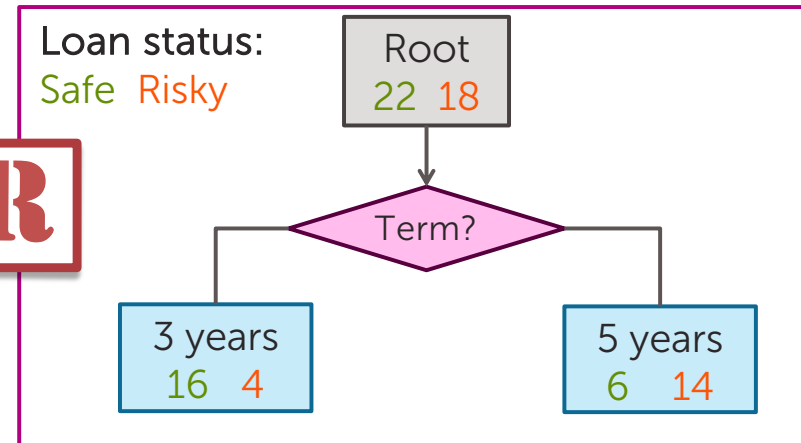 Loan status:
Safe Risky
R
Root
22 18
Term?
3 years
16 4
5 years
6 14